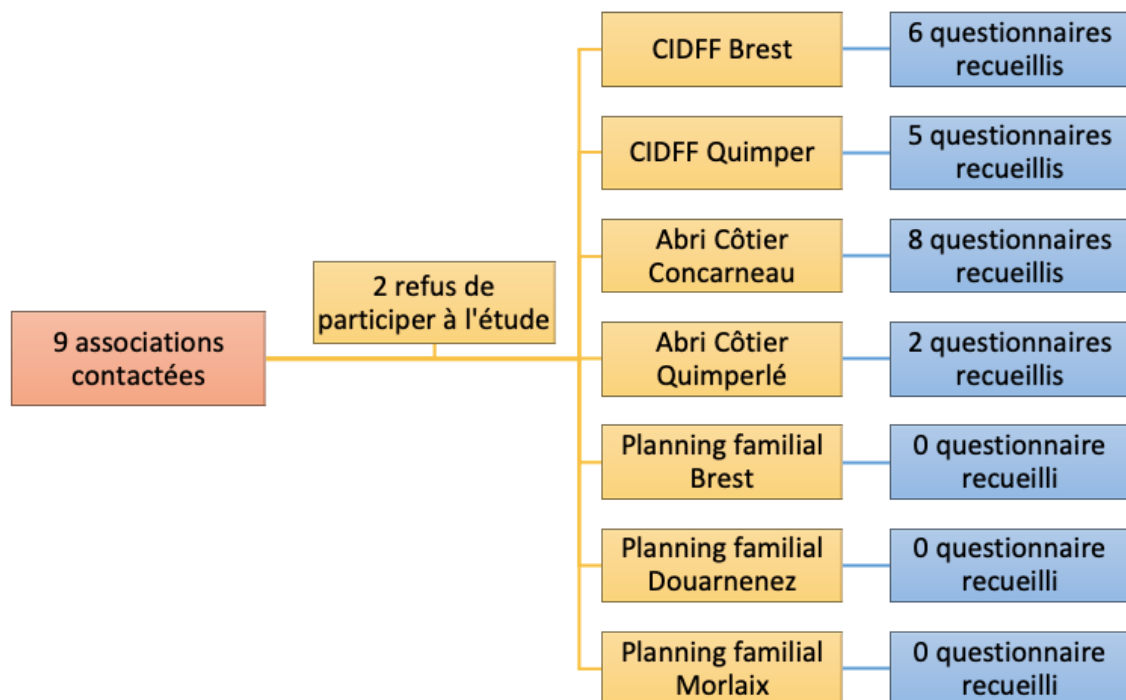 9 associations
contactées
2 refus de
participer à l'étude
CIDFF Brest
6 questionnaires
recueillis
CIDFF Quimper
5 questionnaires
recueillis
Abri Côtier
Concarneau
8 questionnaires
recueillis
Abri Côtier
Quimperlé
2 questionnaires
recueillis
Planning familial
Brest
0 questionnaire
recueilli
Planning familial
Douarnenez
0 questionnaire
recueilli
Planning familial
Morlaix
0 questionnaire
recueilli